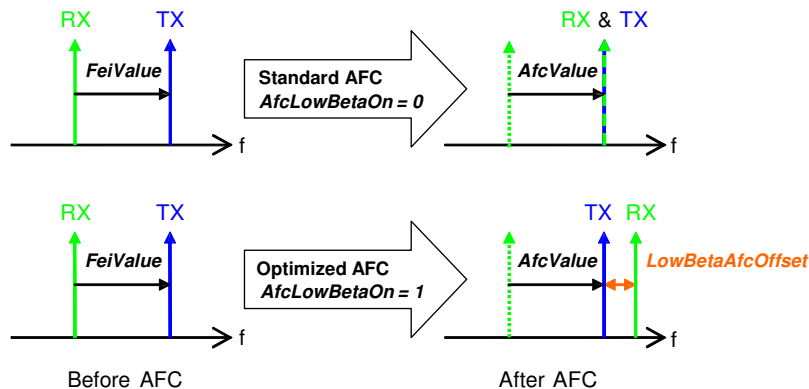 RX TX
FeiValue
f
Standard AFC
AfcLowBetaOn = 0
RX & TX
AfcValue
f
RX TX
FeiValue
f
Optimized AFC
AfcLowBetaOn = 1
TX RX
AfcValue
LowBetaAfcOffset
f
Before AFC
After AFC